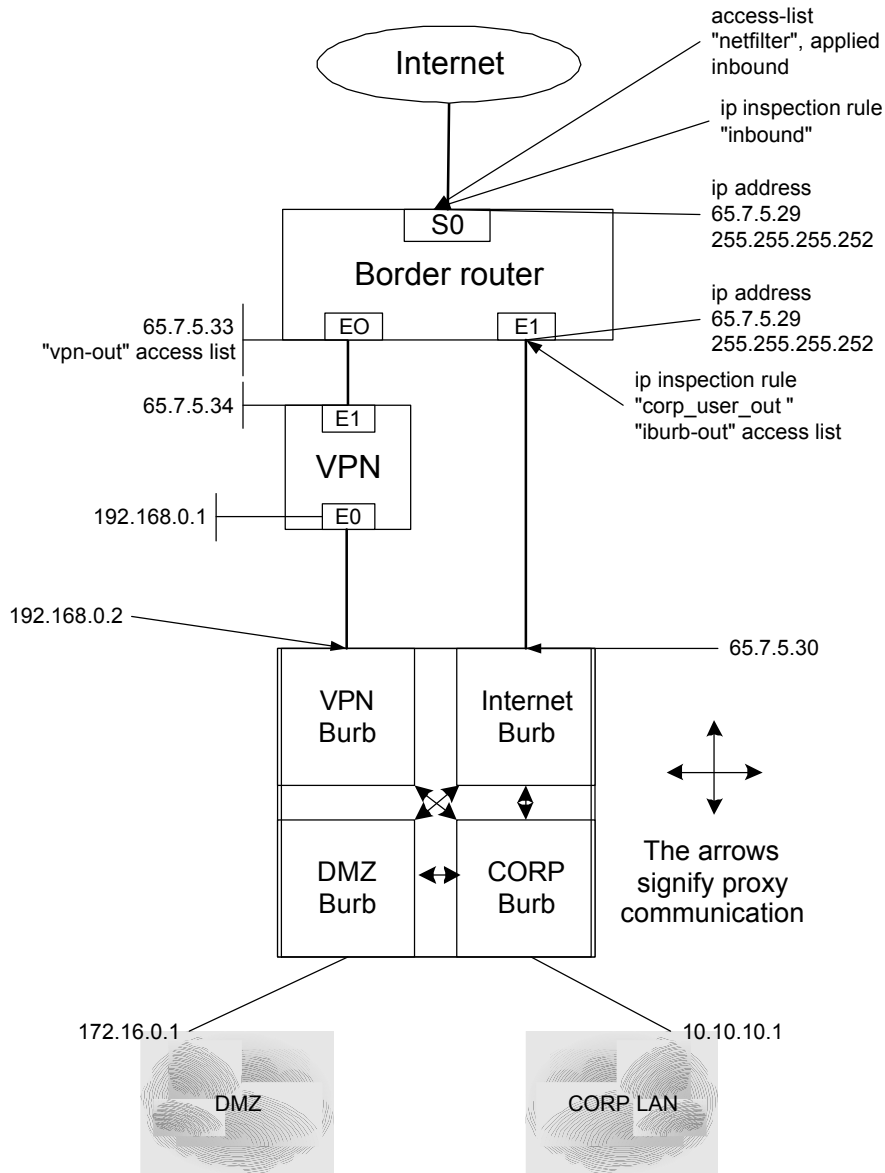 access-list
"netfilter", applied
inbound
Internet
ip inspection rule
"inbound"
ip address
65.7.5.29
255.255.255.252
S0
Border router
ip address
65.7.5.29
255.255.255.252
65.7.5.33
"vpn-out" access list
EO
E1
ip inspection rule
"corp_user_out "
"iburb-out" access list
65.7.5.34
E1
VPN
192.168.0.1
E0
192.168.0.2
65.7.5.30
VPN
Burb
Internet
Burb
The arrows
signify proxy
communication
DMZ
Burb
CORP
Burb
172.16.0.1
10.10.10.1
DMZ
CORP LAN